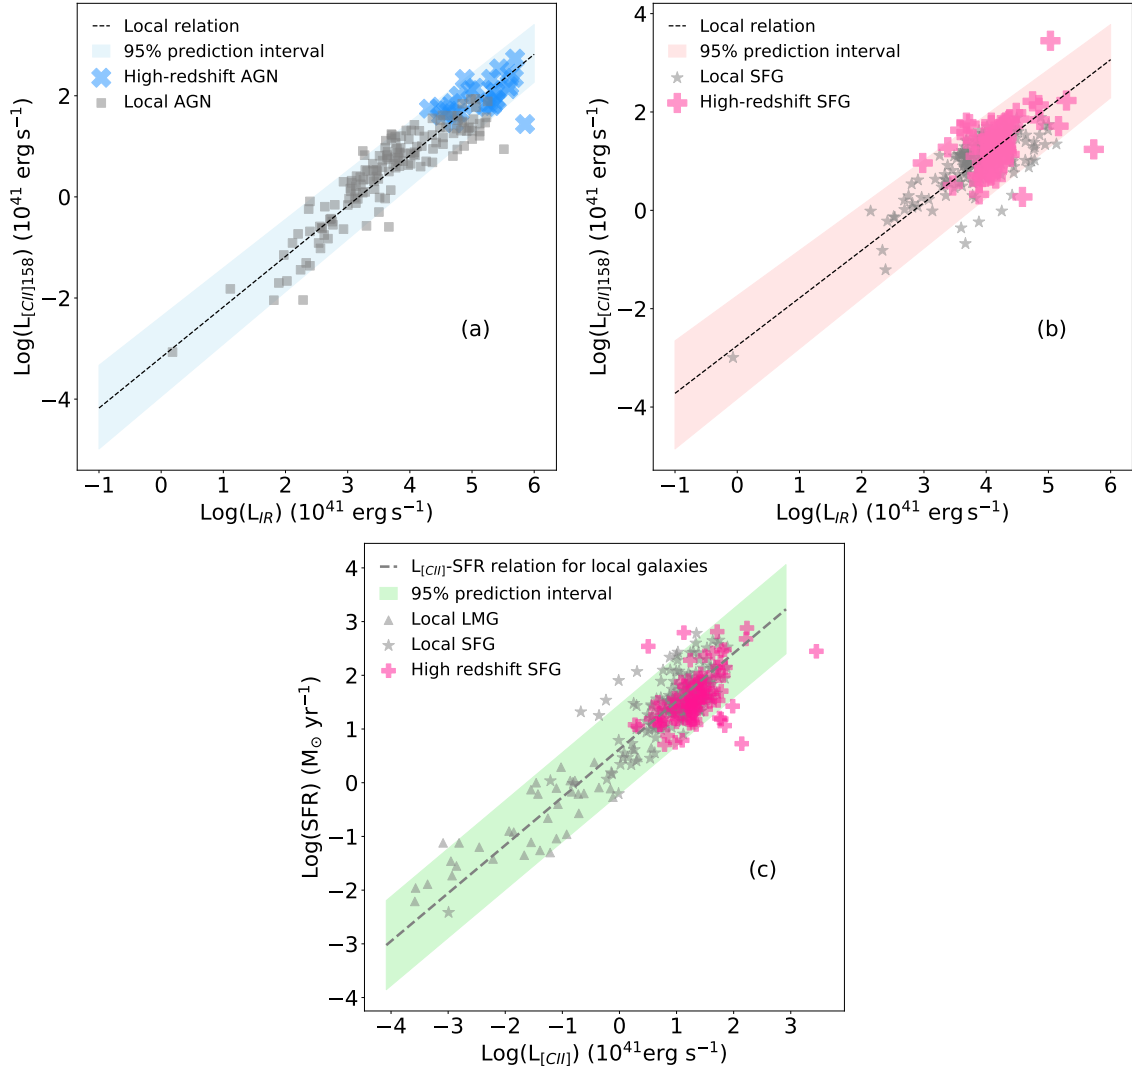 Local relation
95% prediction interval
High-redshift AGN
Local AGN
2
0
−2
−4
Log(L[CII]158) (10^41 erg s^−1)
(a)
−1 0 1 2 3 4 5 6
Log(L_IR) (10^41 erg s^−1)
Local relation
95% prediction interval
Local SFG
High-redshift SFG
4
2
0
−2
−4
Log(L[CII]158) (10^41 erg s^−1)
(b)
−1 0 1 2 3 4 5 6
Log(L_IR) (10^41 erg s^−1)
L[CII]-SFR relation for local galaxies
95% prediction interval
Local LMG
Local SFG
High redshift SFG
4
3
2
1
0
−1
−2
−3
−4
Log(SFR) (M⊙ yr^−1)
(c)
−4 −3 −2 −1 0 1 2 3
Log(L[CII]) (10^41 erg s^−1)